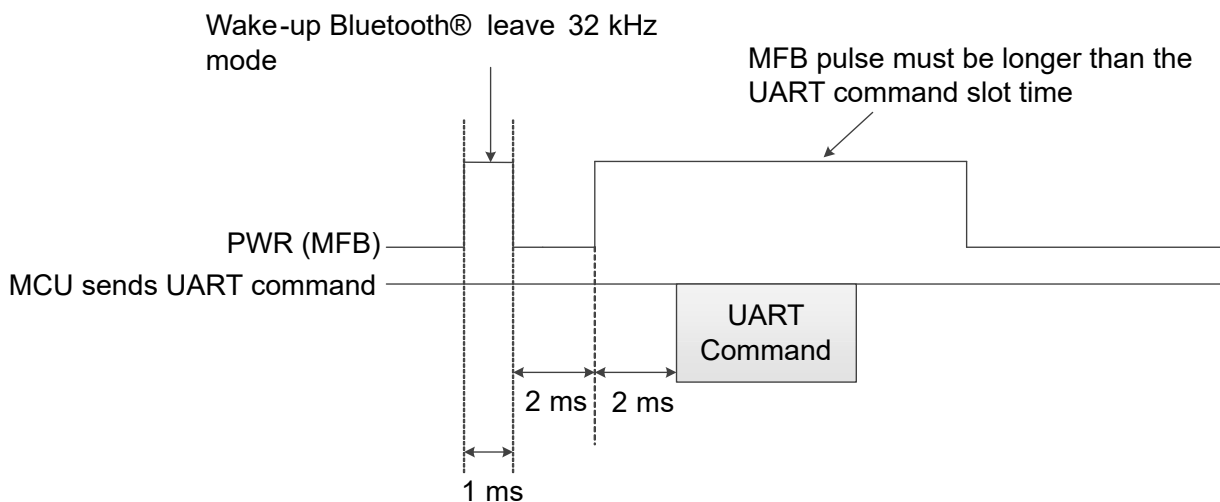 Wake-up Bluetooth® leave 32 kHz
mode
MFB pulse must be longer than the
UART command slot time
PWR (MFB)
MCU sends UART command
UART
Command
2 ms
2 ms
1 ms